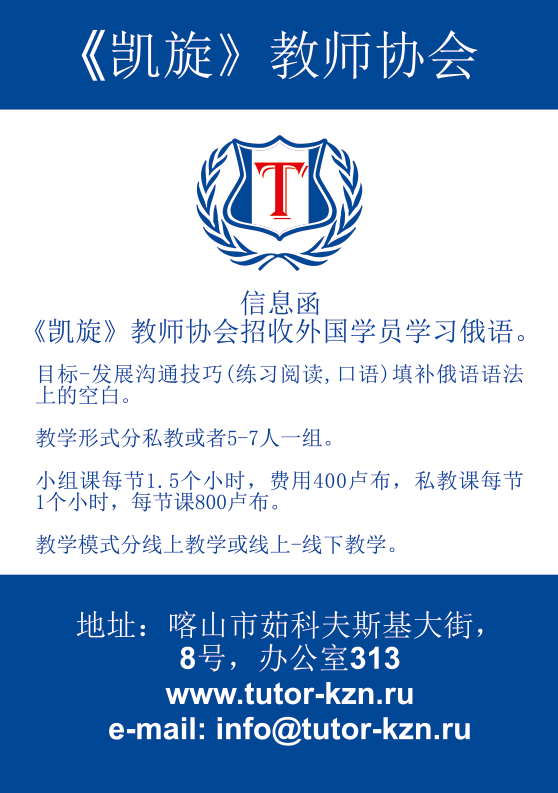 《凯旋》教师协会
T
信息函
《凯旋》教师协会招收外国学员学习俄语。
目标-发展沟通技巧(练习阅读,口语)填补俄语语法
上的空白。
教学形式分私教或者5-7人一组。
小组课每节1.5个小时，费用400卢布，私教课每节
1个小时，每节课800卢布。
教学模式分线上教学或线上-线下教学。
地址：喀山市茹科夫斯基大街，
8号，办公室313
www.tutor-kzn.ru
e-mail: info@tutor-kzn.ru